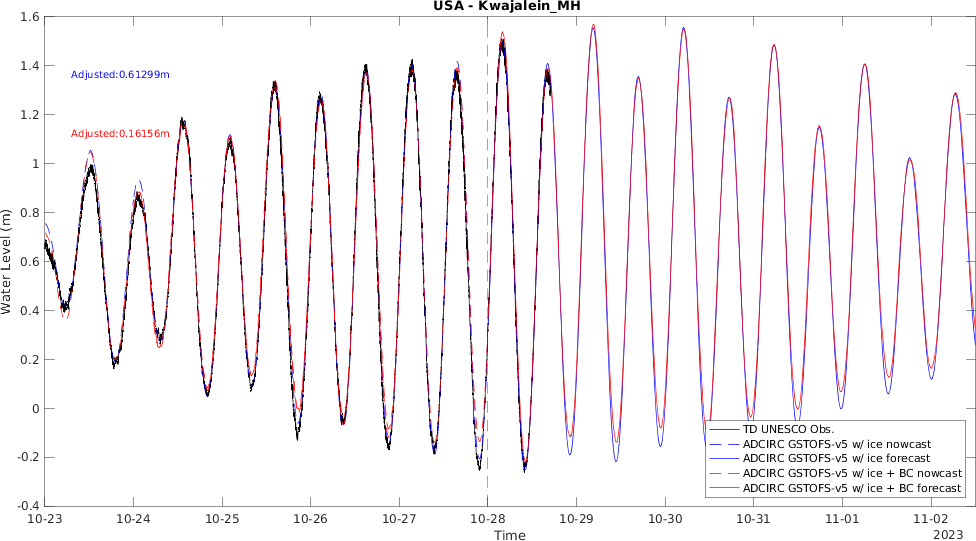 USA - Kwajalein_MH
1.6
1.4
1.2
1
0.8
0.6
0.4
0.2
0
-0.2
-0.4
Water Level (m)
Adjusted:0.61299m
Adjusted:0.16156m
TD UNESCO Obs.
ADCIRC GSTOFS-v5 w/ ice nowcast
ADCIRC GSTOFS-v5 w/ ice forecast
ADCIRC GSTOFS-v5 w/ ice + BC nowcast
ADCIRC GSTOFS-v5 w/ ice + BC forecast
10-23 10-24 10-25 10-26 10-27 10-28 10-29 10-30 10-31 11-01 11-02
Time
2023